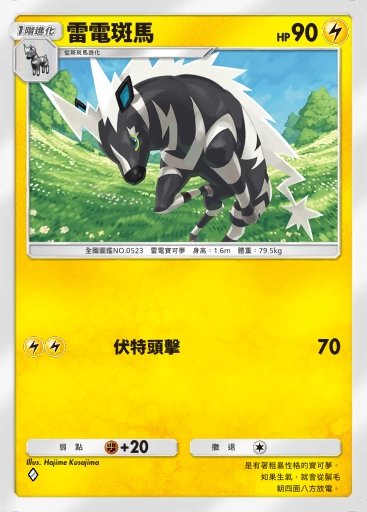 1階進化
雷電斑馬
HP 90
從斑斑馬進化
全國圖鑑NO.0523 雷電寶可夢 身高：1.6m 體重：79.5kg
伏特頭擊 70
弱點 +20
撤退
Illus. Hajime Kusajima
是有著粗暴性格的寶可夢。
如果生氣，就會從鬃毛
朝四面八方放電。